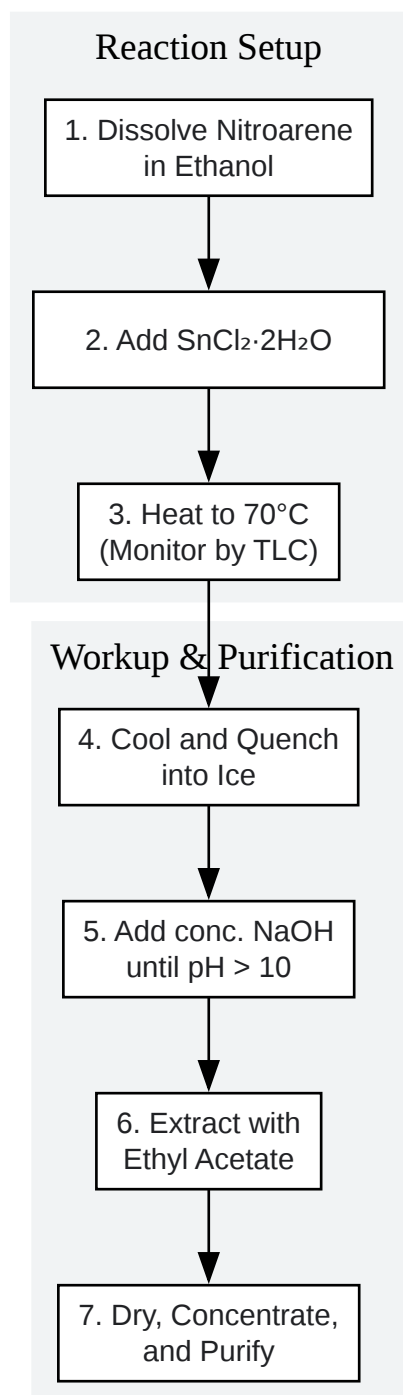 Reaction Setup
1. Dissolve Nitroarene
in Ethanol
2. Add SnCl₂·2H₂O
3. Heat to 70°C
(Monitor by TLC)
Workup & Purification
4. Cool and Quench
into Ice
5. Add conc. NaOH
until pH > 10
6. Extract with
Ethyl Acetate
7. Dry, Concentrate,
and Purify